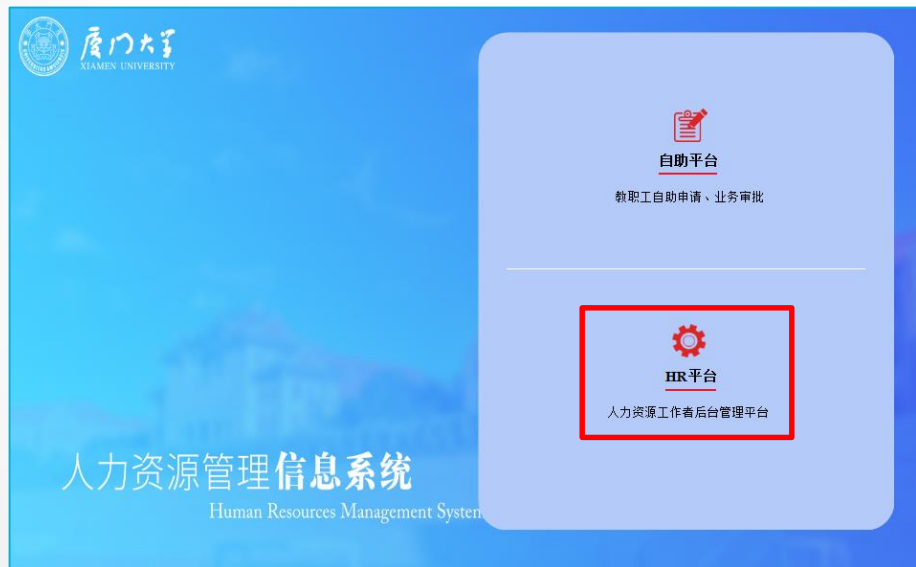 厦门大学
XIAMEN UNIVERSITY
自助平台
教职工自助申请、业务审批
HR平台
人力资源工作者后台管理平台
人力资源管理信息系统
Human Resources Management System